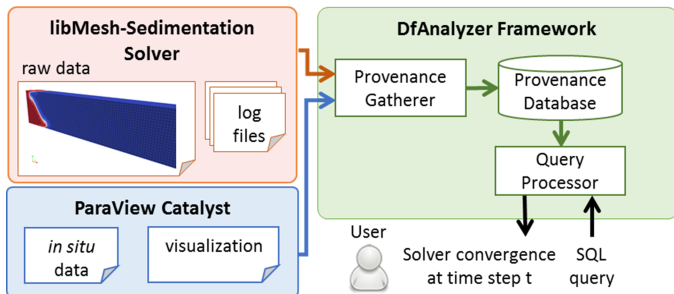 libMesh-Sedimentation
Solver
raw data
log
files
ParaView Catalyst
in situ
data
visualization
DfAnalyzer Framework
Provenance
Gatherer
Provenance
Database
Query
Processor
User
Solver convergence
at time step t
SQL
query